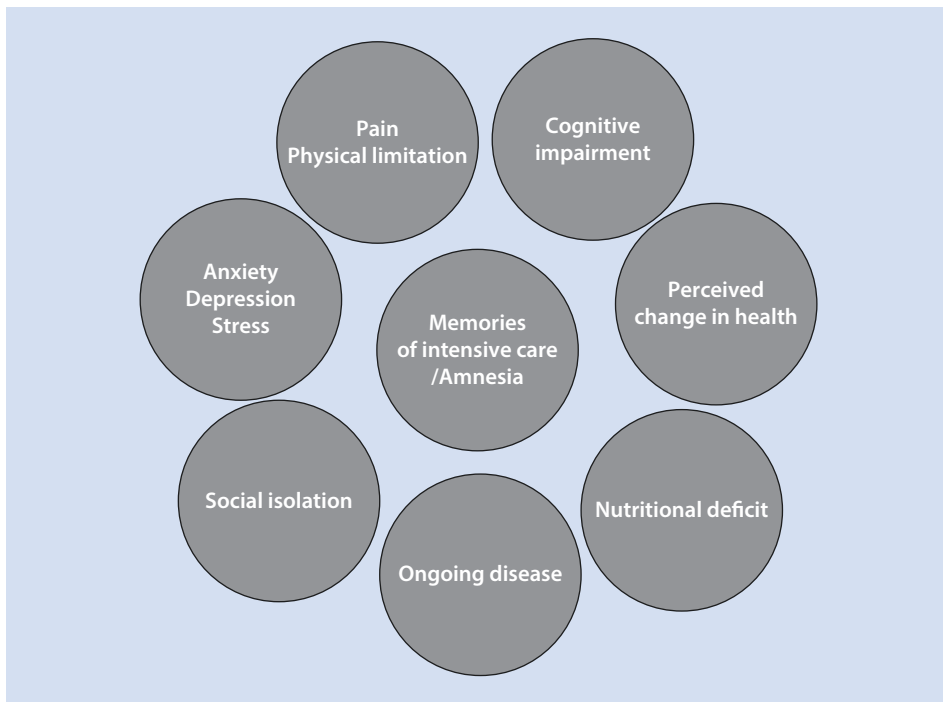 Pain
Physical limitation
Cognitive
impairment
Anxiety
Depression
Stress
Memories
of intensive care
/Amnesia
Perceived
change in health
Social isolation
Ongoing disease
Nutritional deficit